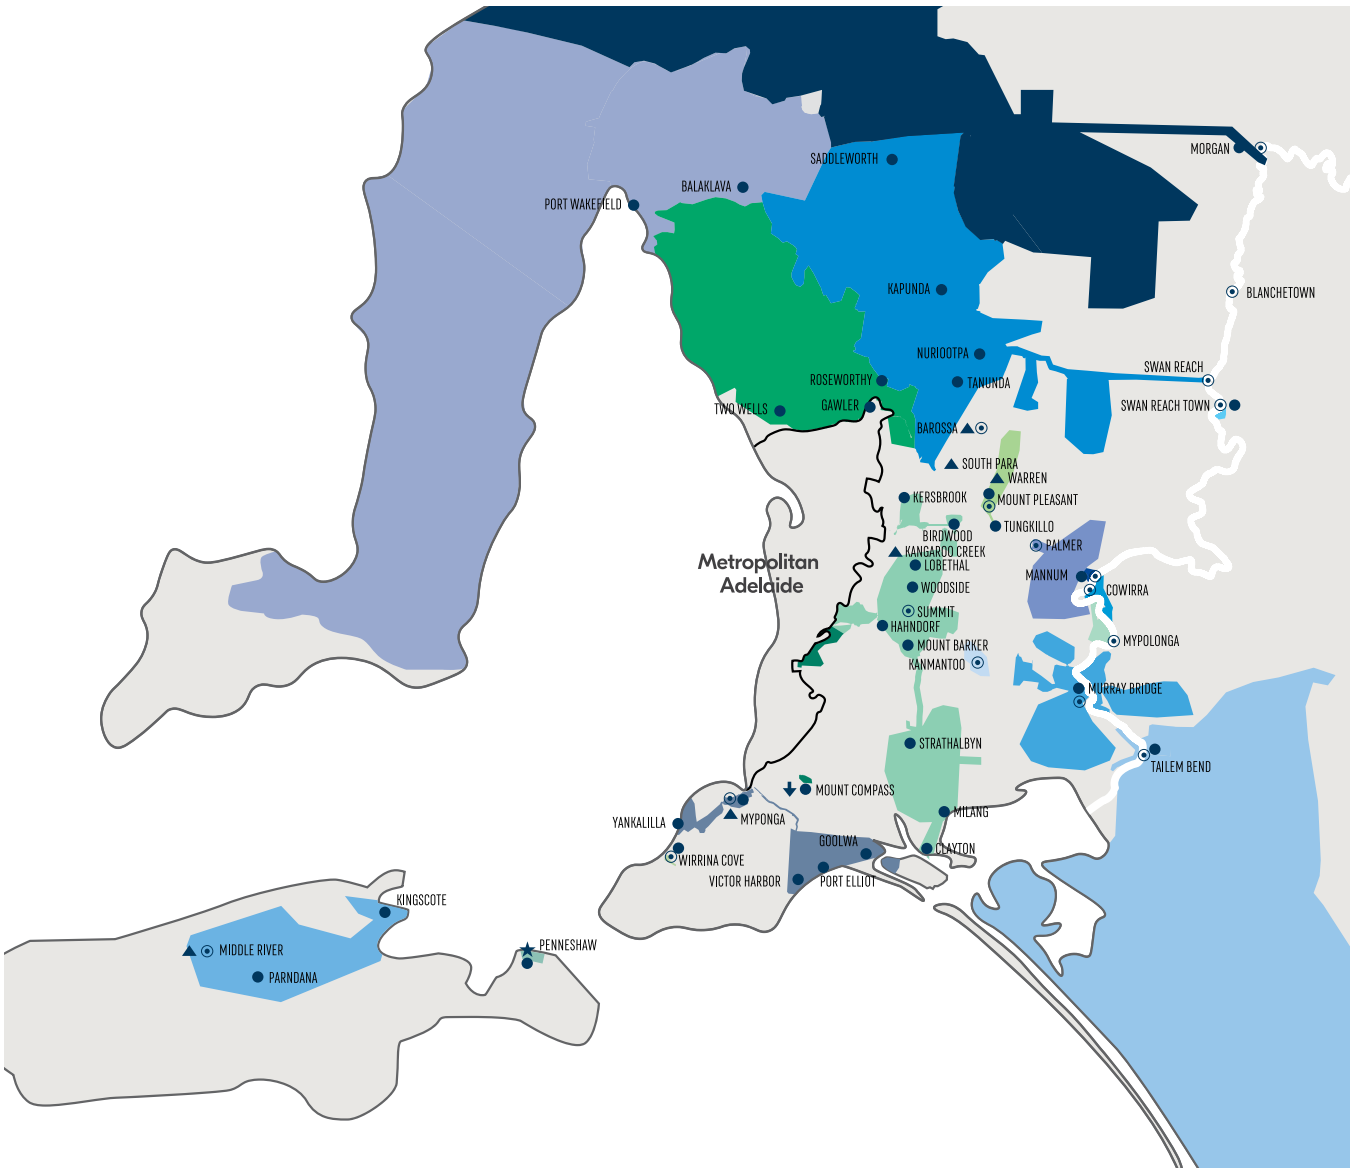 MORGAN
SADDLEWORTH
BALAKLAVA
PORT WAKEFIELD
KAPUNDA
BLANCHETOWN
NURIOOTPA
SWAN REACH
ROSEWORTHY
TANUNDA
TWO WELLS
GAWLER
SWAN REACH TOWN
BAROSSA
SOUTH PARA
WARREN
KERSBROOK
MOUNT PLEASANT
BIRDWOOD
TUNGKILLO
PALMER
KANGAROO CREEK
Metropolitan
Adelaide
LOBETHAL
MANNUM
WOODSIDE
COWIRRA
SUMMIT
HAHNDORF
MYPOLONGA
MOUNT BARKER
KANMANTOO
MURRAY BRIDGE
STRATHALBYN
TAILEM BEND
MOUNT COMPASS
MILANG
YANKALILLA
MYPONGA
GOOLWA
CLAYTON
WIRRINA COVE
VICTOR HARBOR
PORT ELLIOT
KINGSCOTE
PENNESHAW
MIDDLE RIVER
PARNDANA